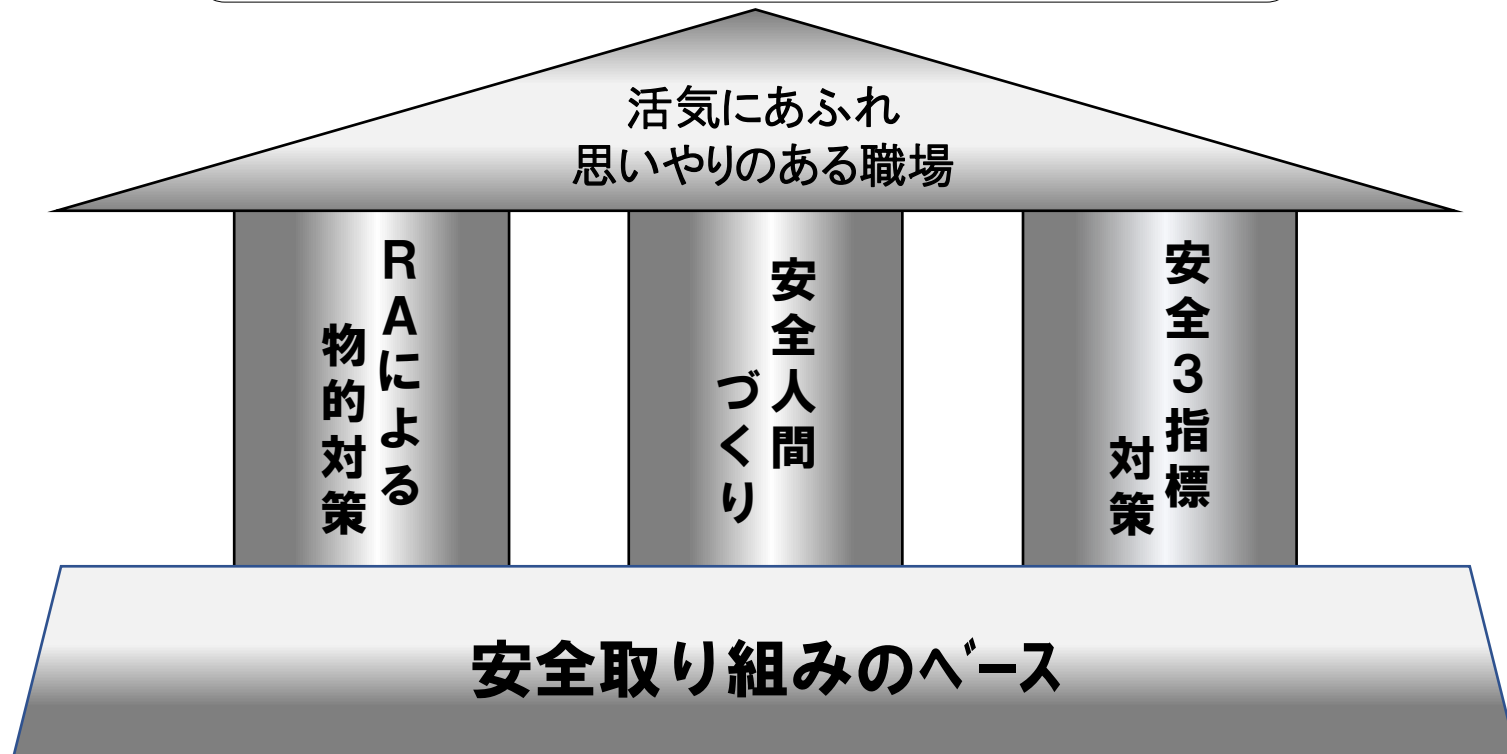 活気にあふれ
思いやりのある職場
RAによる
物的対策
安全人間
づくり
安全3指標
対策
安全取り組みのﾍﾞｰｽ